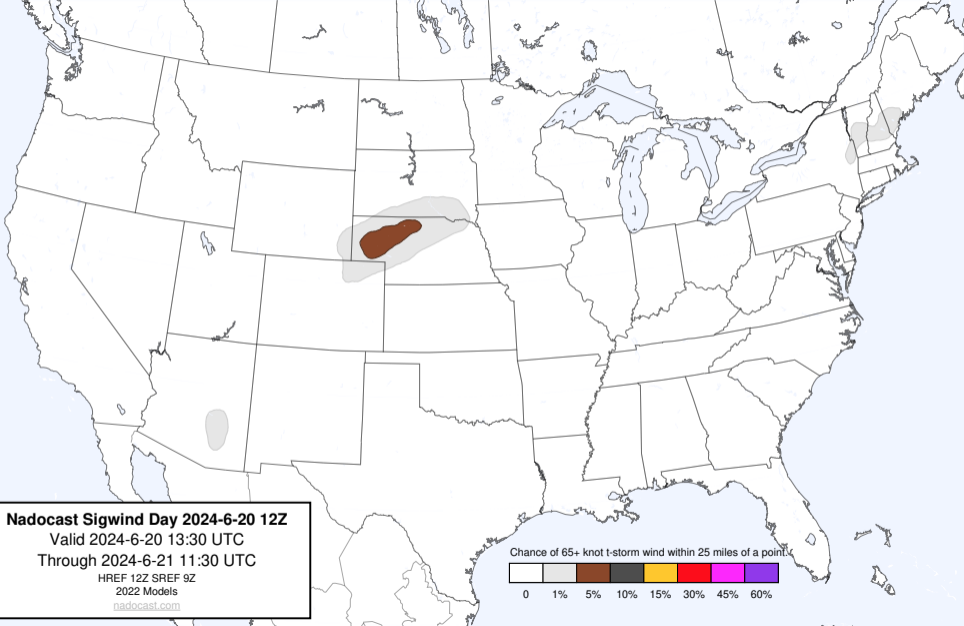 Nadocast Sigwind Day 2024-6-20 12Z
Valid 2024-6-20 13:30 UTC
Through 2024-6-21 11:30 UTC
HREF 12Z SREF 9Z
2022 Models
nadocast.com
Chance of 65+ knot t-storm wind within 25 miles of a point.
0 1% 5% 10% 15% 30% 45% 60%